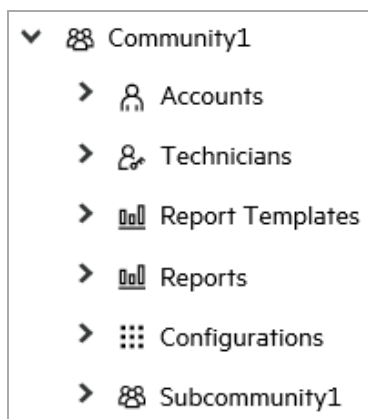 Community1
Accounts
Technicians
Report Templates
Reports
Configurations
Subcommunity1